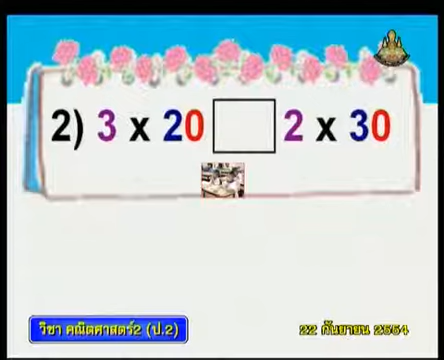 2) 3 x 20 2 x 30
วิชา คณิตศาสตร์2 (ป.2)
22 กันยายน 2554